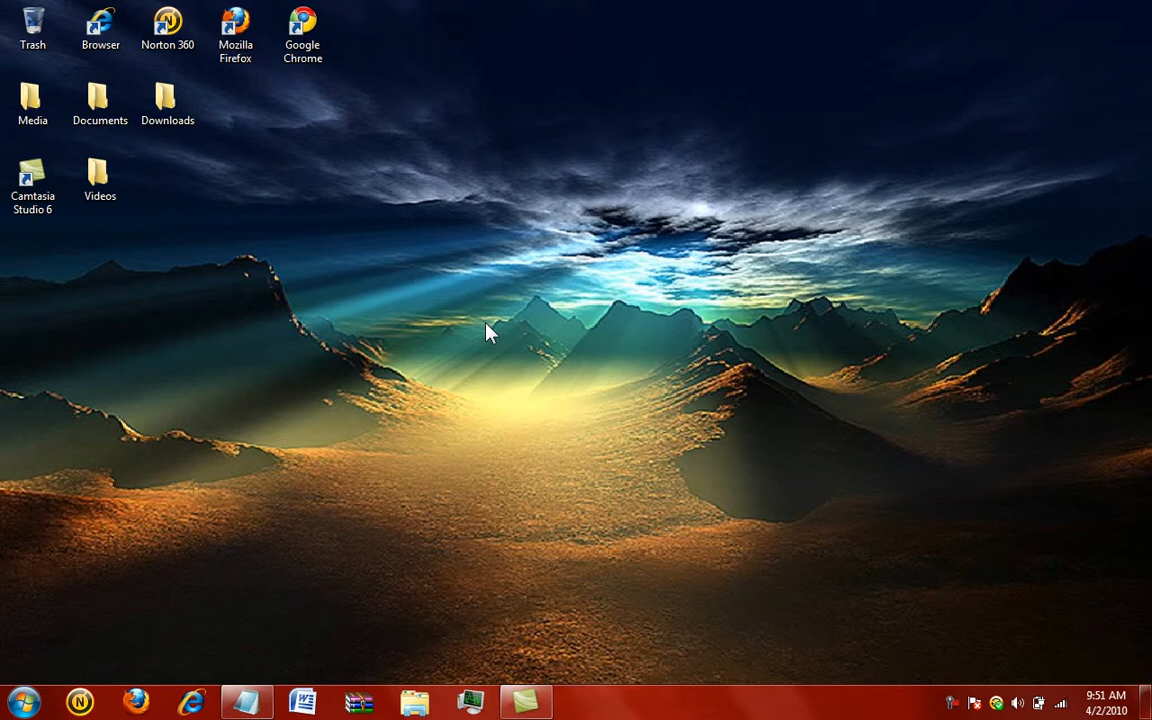 Trash
Browser
Norton 360
Mozilla
Firefox
Google
Chrome
Media
Documents
Downloads
Camtasia
Studio 6
Videos
9:51 AM
4/2/2010